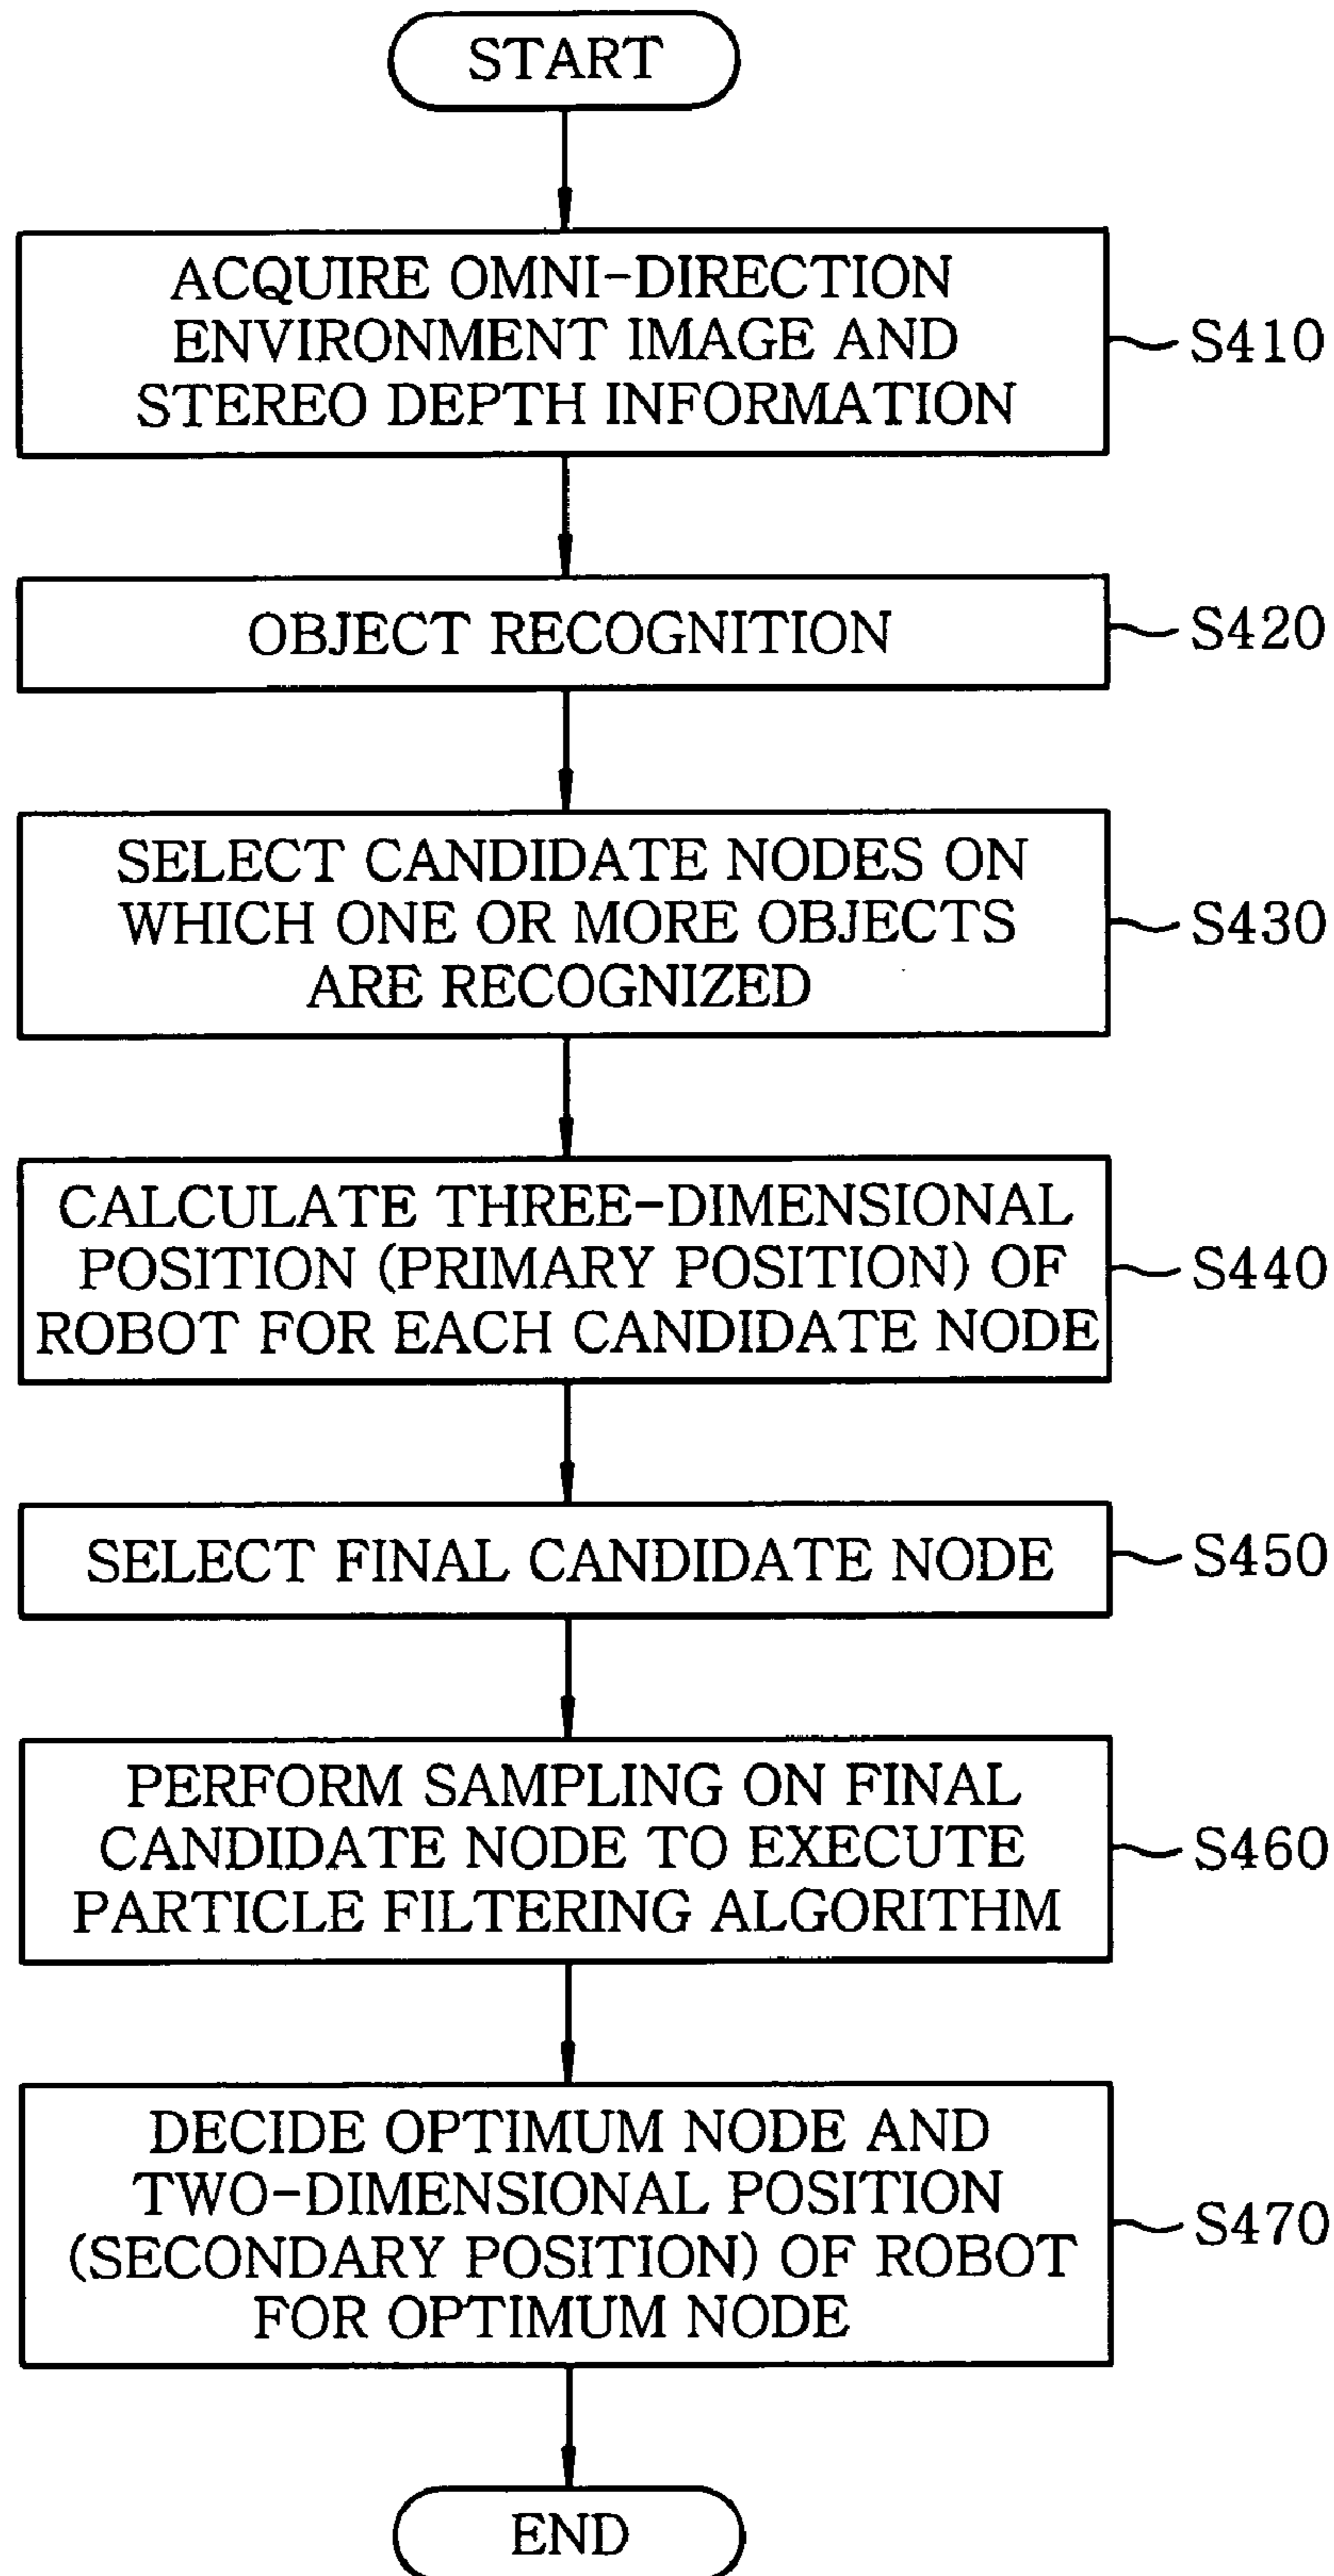 START
ACQUIRE OMNI-DIRECTION
ENVIRONMENT IMAGE AND
STEREO DEPTH INFORMATION
S410
OBJECT RECOGNITION
S420
SELECT CANDIDATE NODES ON
WHICH ONE OR MORE OBJECTS
ARE RECOGNIZED
S430
CALCULATE THREE-DIMENSIONAL
POSITION (PRIMARY POSITION) OF
ROBOT FOR EACH CANDIDATE NODE
S440
SELECT FINAL CANDIDATE NODE
S450
PERFORM SAMPLING ON FINAL
CANDIDATE NODE TO EXECUTE
PARTICLE FILTERING ALGORITHM
S460
DECIDE OPTIMUM NODE AND
TWO-DIMENSIONAL POSITION
(SECONDARY POSITION) OF ROBOT
FOR OPTIMUM NODE
S470
END